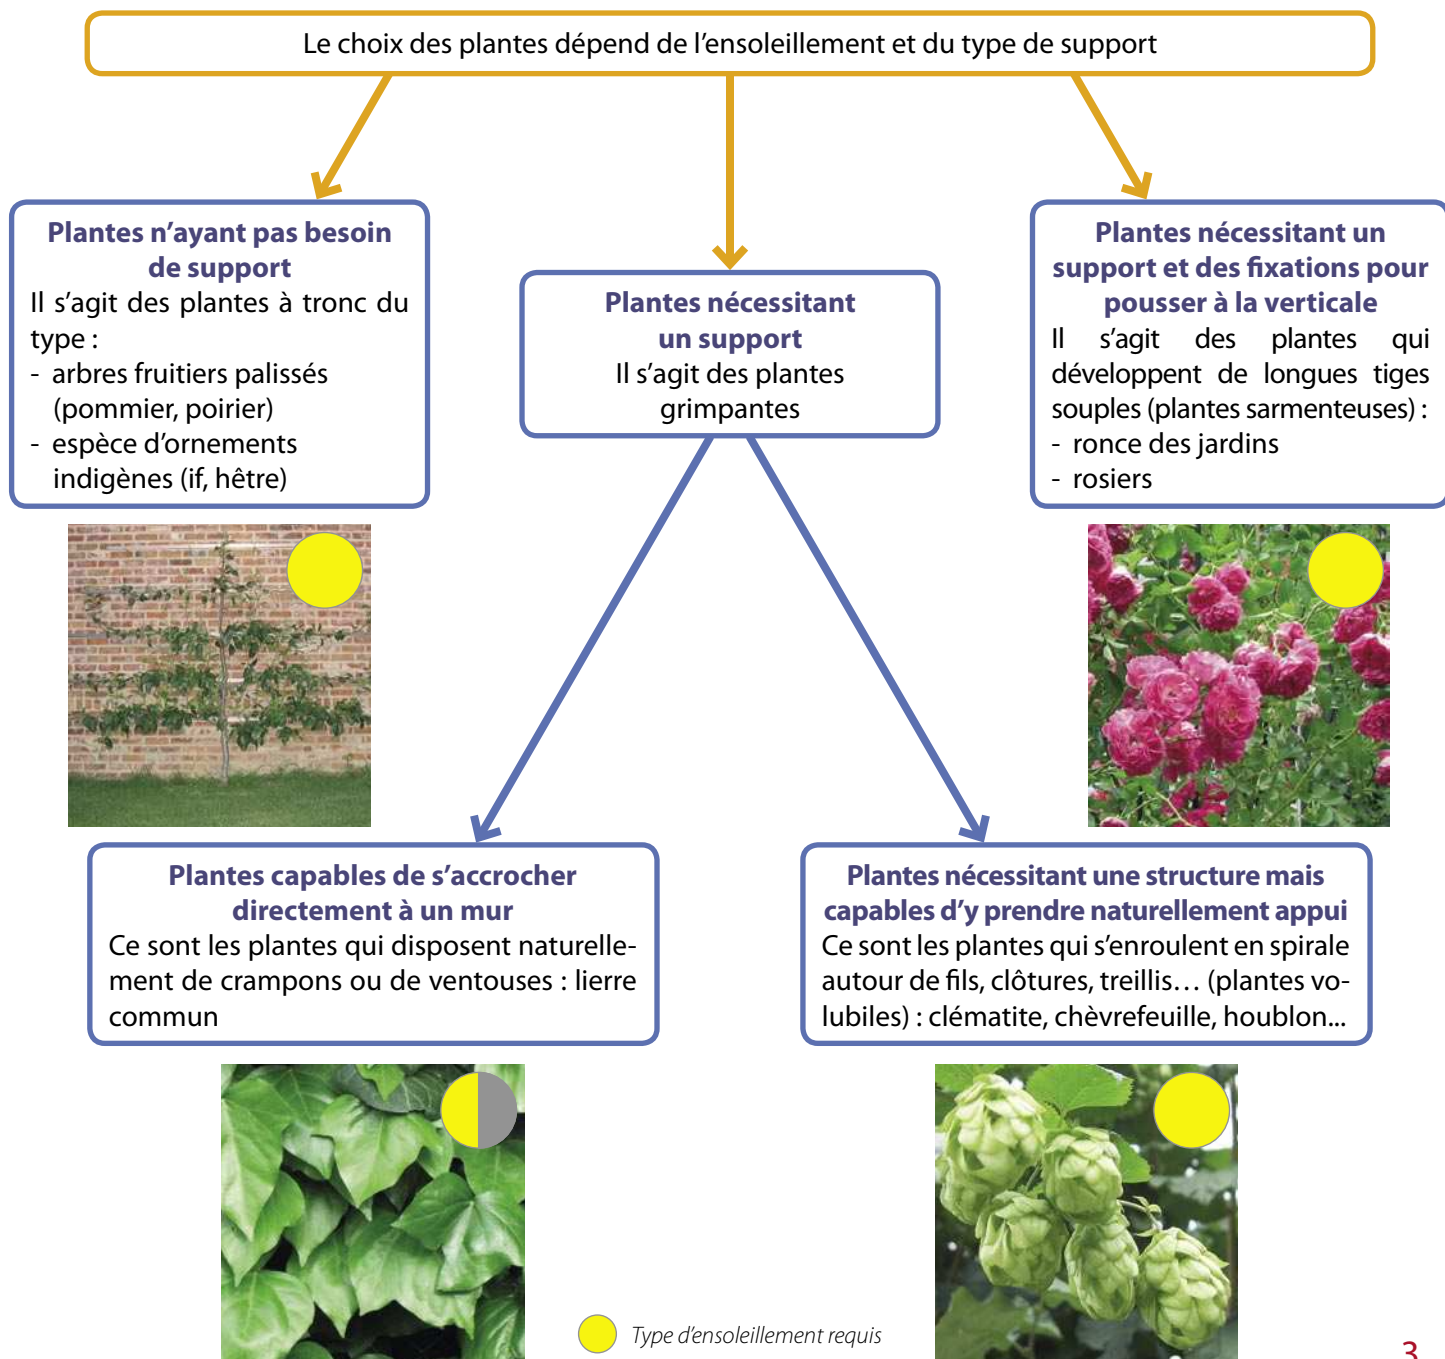 Le choix des plantes dépend de l'ensoleillement et du type de support
Plantes n'ayant pas besoin
de support
Il s'agit des plantes à tronc du
type :
- arbres fruitiers palissés
(pommier, poirier)
- espèce d'ornements
indigènes (if, hêtre)
Plantes nécessitant
un support
Il s'agit des plantes
grimpantes
Plantes nécessitant un
support et des fixations pour
pousser à la verticale
Il s'agit des plantes qui
développent de longues tiges
souples (plantes sarmenteuses) :
- ronce des jardins
- rosiers
Plantes capables de s'accrocher
directement à un mur
Ce sont les plantes qui disposent naturelle-
ment de crampons ou de ventouses : lierre
commun
Plantes nécessitant une structure mais
capables d'y prendre naturellement appui
Ce sont les plantes qui s'enroulent en spirale
autour de fils, clôtures, treillis… (plantes vo-
lubiles) : clématite, chèvrefeuille, houblon...
Type d'ensoleillement requis
3